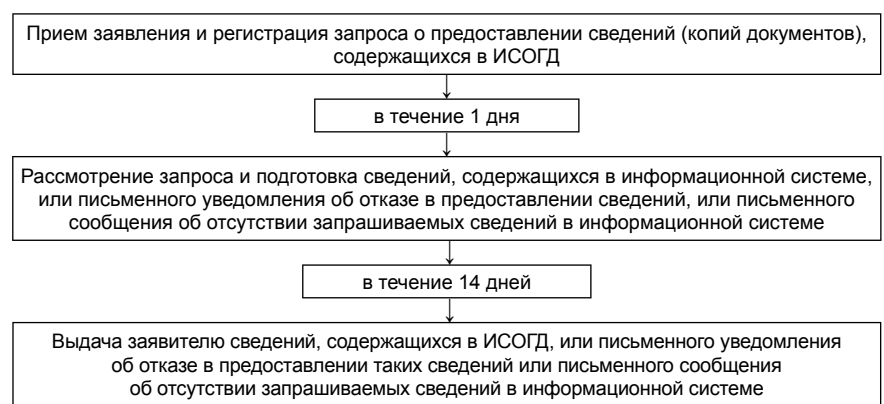 Прием заявления и регистрация запроса о предоставлении сведений (копий документов),
содержащихся в ИСОГД
в течение 1 дня
Рассмотрение запроса и подготовка сведений, содержащихся в информационной системе,
или письменного уведомления об отказе в предоставлении сведений, или письменного
сообщения об отсутствии запрашиваемых сведений в информационной системе
в течение 14 дней
Выдача заявителю сведений, содержащихся в ИСОГД, или письменного уведомления
об отказе в предоставлении таких сведений или письменного сообщения
об отсутствии запрашиваемых сведений в информационной системе